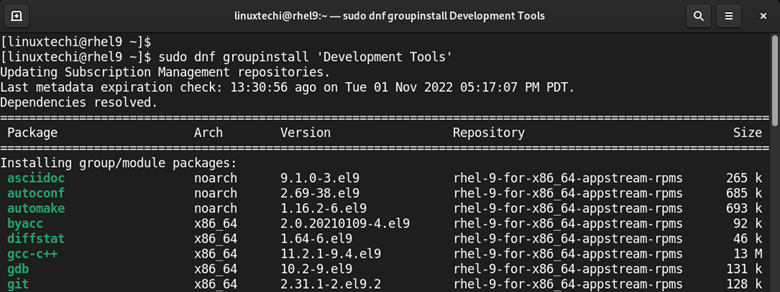 linuxtechi@rhel9:~ — sudo dnf groupinstall Development Tools
[linuxtechi@rhel9 ~]$
[linuxtechi@rhel9 ~]$ sudo dnf groupinstall 'Development Tools'
Updating Subscription Management repositories.
Last metadata expiration check: 13:30:56 ago on Tue 01 Nov 2022 05:17:07 PM PDT.
Dependencies resolved.
Package Arch Version Repository Size
Installing group/module packages:
asciidoc noarch 9.1.0-3.el9 rhel-9-for-x86_64-appstream-rpms 265 k
autoconf noarch 2.69-38.el9 rhel-9-for-x86_64-appstream-rpms 685 k
automake noarch 1.16.2-6.el9 rhel-9-for-x86_64-appstream-rpms 693 k
byacc x86_64 2.0.20210109-4.el9 rhel-9-for-x86_64-appstream-rpms 92 k
diffstat x86_64 1.64-6.el9 rhel-9-for-x86_64-appstream-rpms 46 k
gcc-c++ x86_64 11.2.1-9.4.el9 rhel-9-for-x86_64-appstream-rpms 13 M
gdb x86_64 10.2-9.el9 rhel-9-for-x86_64-appstream-rpms 131 k
git x86_64 2.31.1-2.el9.2 rhel-9-for-x86_64-appstream-rpms 128 k